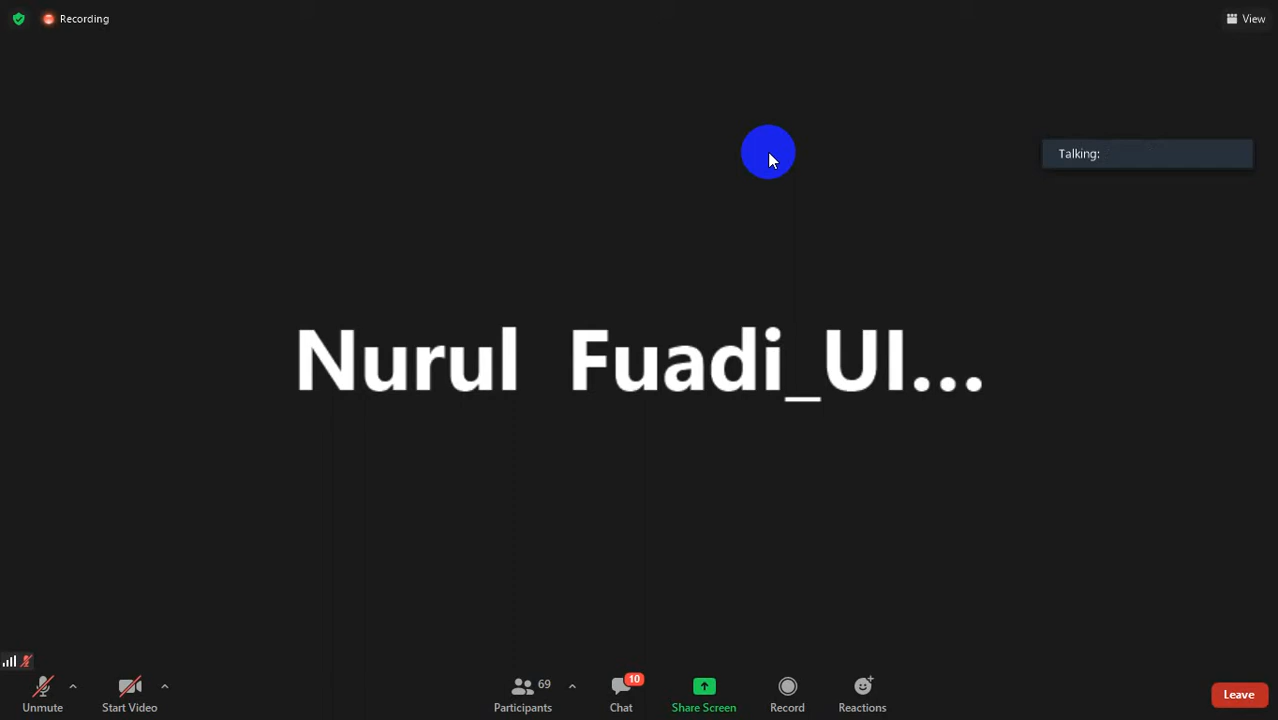 Recording
View
Talking:
Nurul Fuadi_UI...
69
10
Unmute
Start Video
Participants
Chat
Share Screen
Record
Reactions
Leave